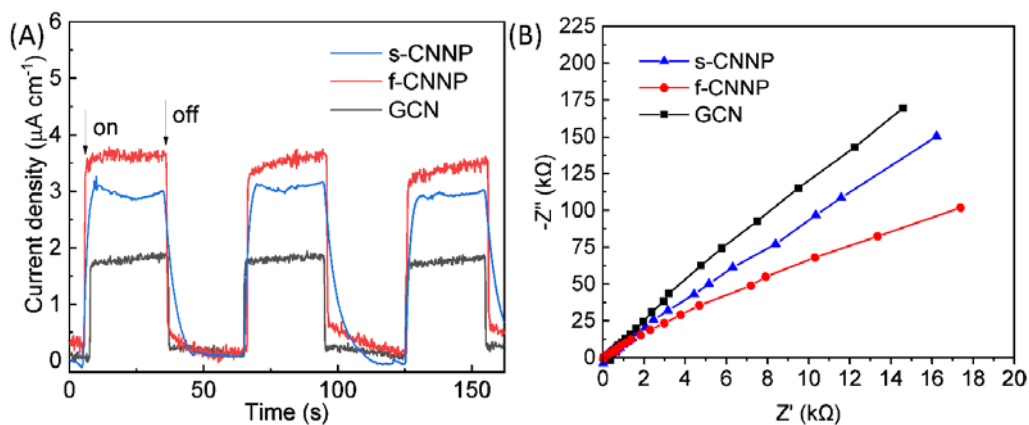 (A)
6
5
4
3
2
1
0
Current density (µA cm⁻¹)
s-CNNP
f-CNNP
GCN
on
off
0
50
100
150
Time (s)
(B)
225
200
175
150
125
100
75
50
25
0
-Z" (kΩ)
s-CNNP
f-CNNP
GCN
0
2
4
6
8
10
12
14
16
18
20
Z' (kΩ)